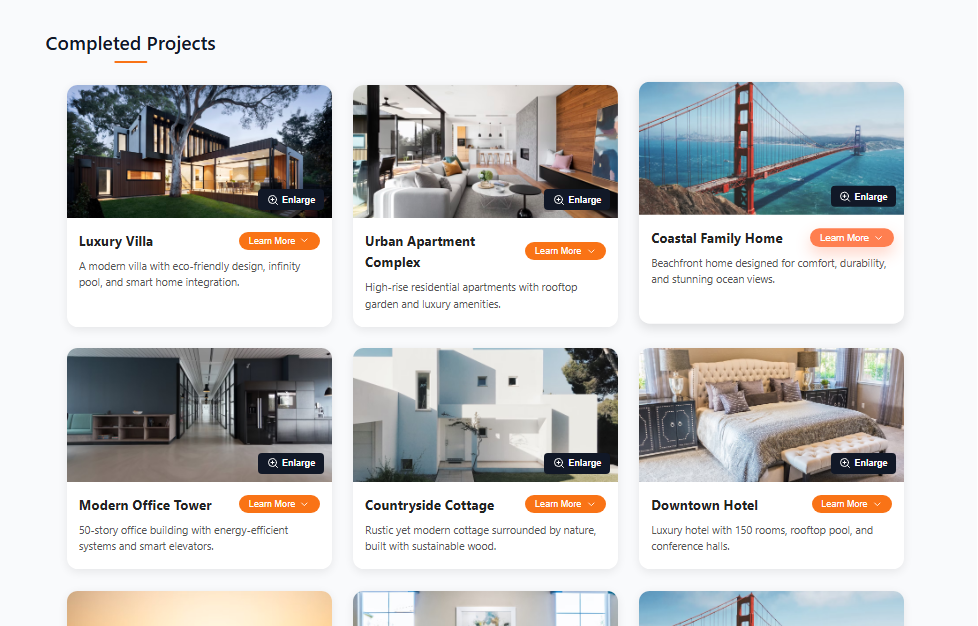 Completed Projects
Enlarge
Enlarge
Enlarge
Luxury Villa
Learn More
A modern villa with eco-friendly design, infinity
pool, and smart home integration.
Urban Apartment
Complex
Learn More
High-rise residential apartments with rooftop
garden and luxury amenities.
Coastal Family Home
Learn More
Beachfront home designed for comfort, durability,
and stunning ocean views.
Enlarge
Enlarge
Enlarge
Modern Office Tower
Learn More
50-story office building with energy-efficient
systems and smart elevators.
Countryside Cottage
Learn More
Rustic yet modern cottage surrounded by nature,
built with sustainable wood.
Downtown Hotel
Learn More
Luxury hotel with 150 rooms, rooftop pool, and
conference halls.